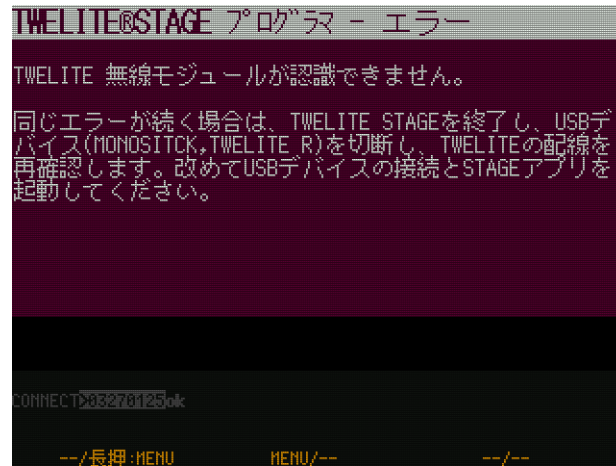 TWELITE®STAGE プログラマ - エラー
TWELITE 無線モジュールが認識できません。
同じエラーが続く場合は、TWELITE STAGEを終了し、USBデ
バイス(MONOSITCK,TWELITE R)を切断し、TWELITEの配線を
再確認します。改めてUSBデバイスの接続とSTAGEアプリを
起動してください。
CONNECT>03270125ok
--/長押:MENU MENU/-- --/--